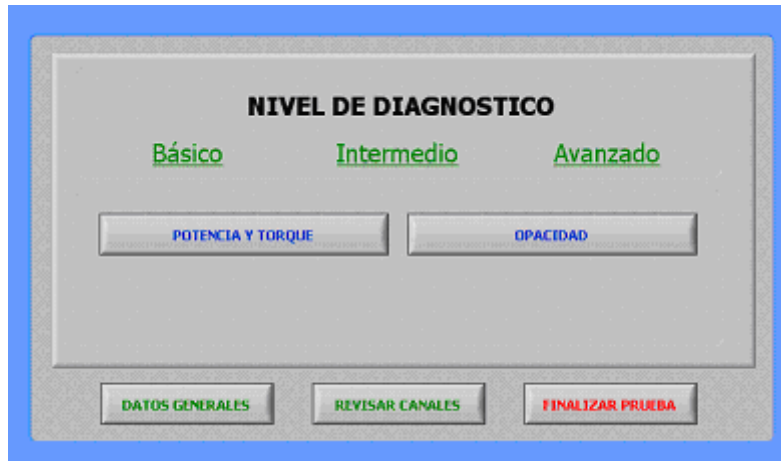 NIVEL DE DIAGNOSTICO
Básico Intermedio Avanzado
POTENCIA Y TORQUE OPACIDAD
DATOS GENERALES REVISAR CANALES FINALIZAR PRUEBA